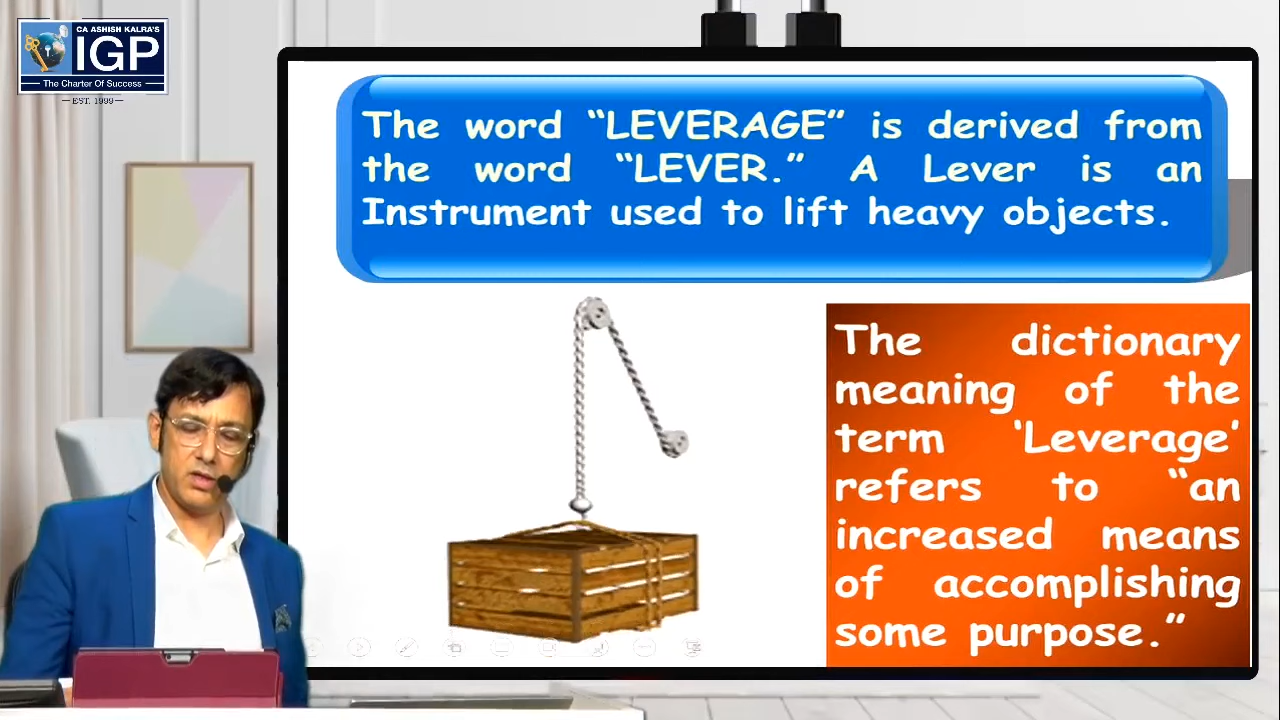 CA ASHISH KALRA'S
IGP
The Charter Of Success
EST. 1999
The word “LEVERAGE” is derived from
the word “LEVER.” A Lever is an
Instrument used to lift heavy objects.
The dictionary
meaning of the
term ‘Leverage’
refers to “an
increased means
of accomplishing
some purpose.”